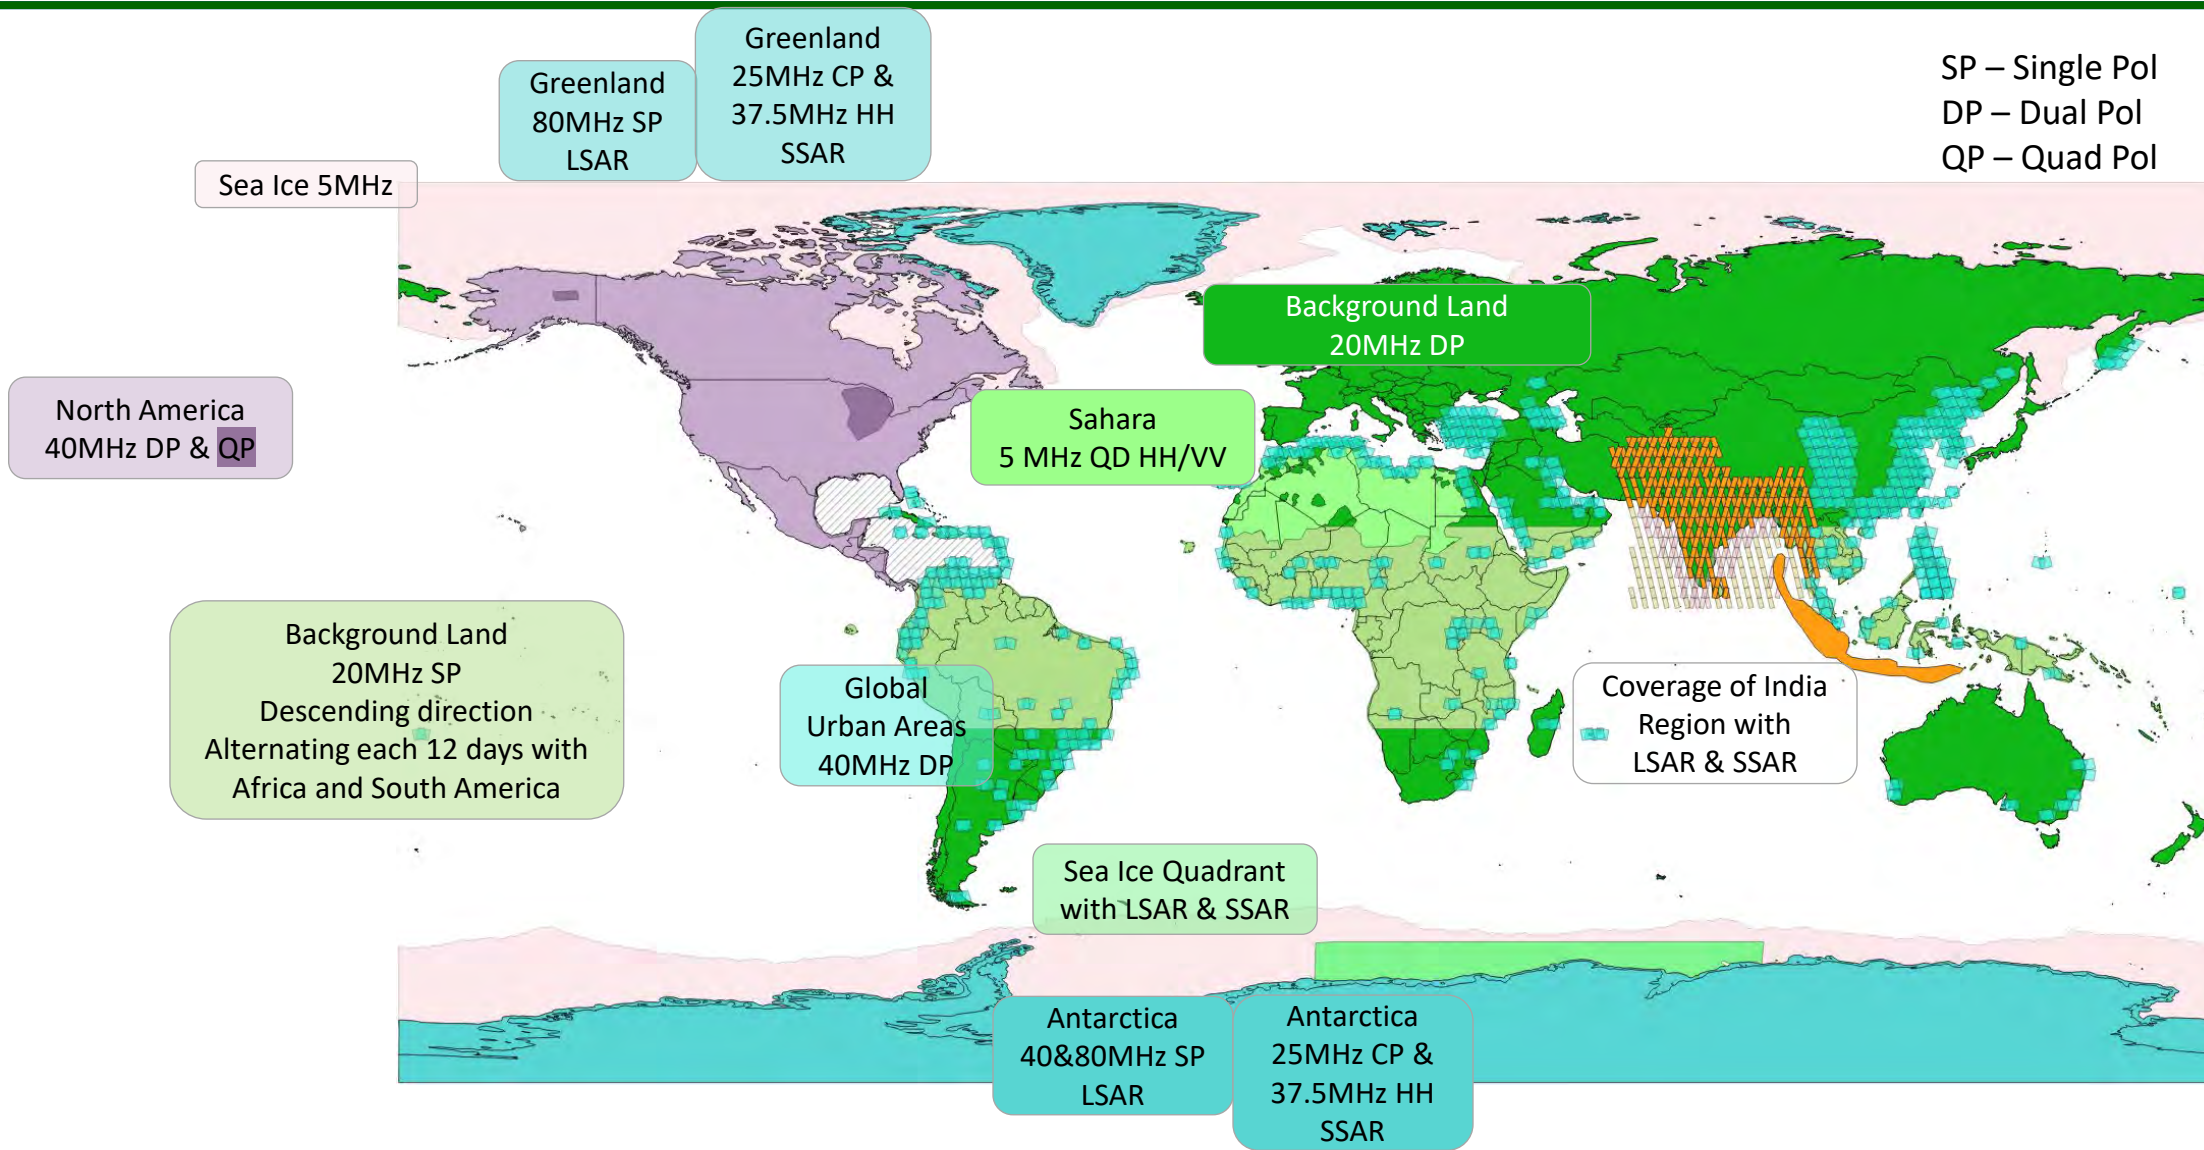 Greenland
80MHz SP
LSAR
Greenland
25MHz CP &
37.5MHz HH
SSAR
SP – Single Pol
DP – Dual Pol
QP – Quad Pol
Sea Ice 5MHz
Background Land
20MHz DP
North America
40MHz DP & QP
Sahara
5 MHz QD HH/VV
Background Land
20MHz SP
Descending direction
Alternating each 12 days with
Africa and South America
Global
Urban Areas
40MHz DP
Coverage of India
Region with
LSAR & SSAR
Sea Ice Quadrant
with LSAR & SSAR
Antarctica
40&80MHz SP
LSAR
Antarctica
25MHz CP &
37.5MHz HH
SSAR